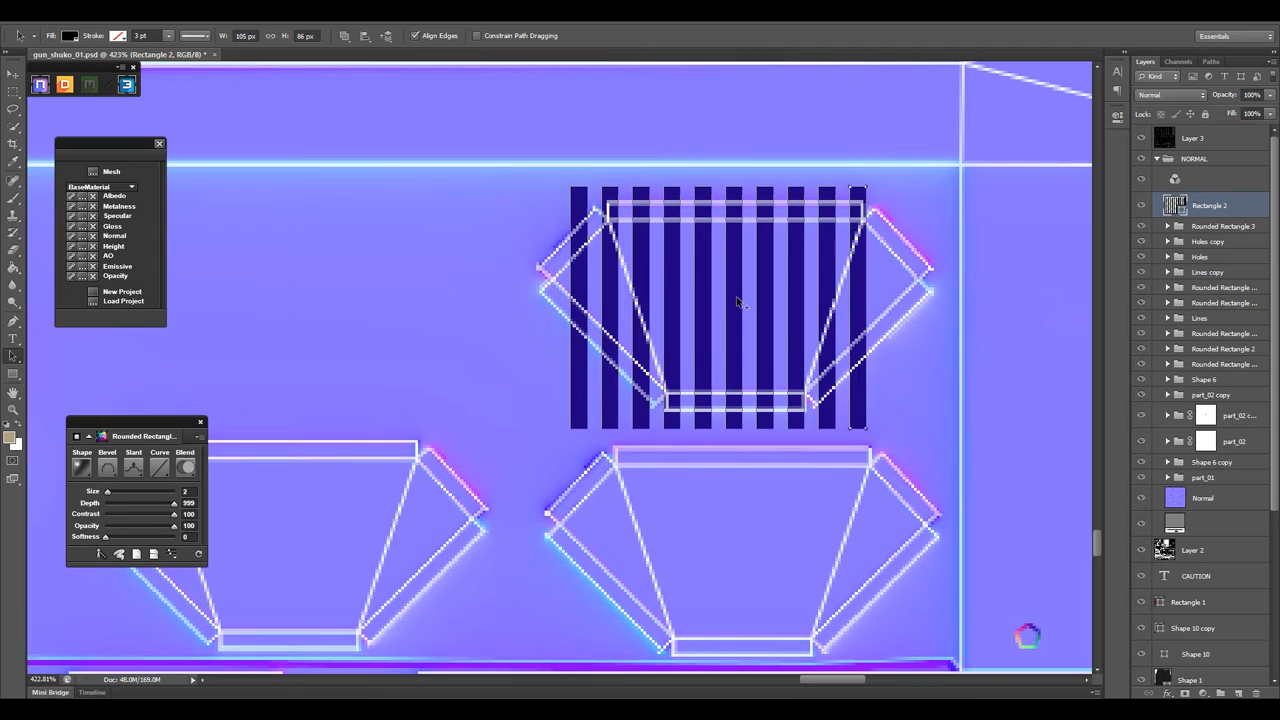 Fill: Stroke: 3 pt W: 105 px H: 86 px Align Edges Constrain Path Dragging Essentials
gun_shuko_01.psd @ 423% (Rectangle 2, RGB/8) *
Mesh
BaseMaterial
Albedo
Metalness
Specular
Gloss
Normal
Height
AO
Emissive
Opacity
New Project
Load Project
Rounded Rectangl...
Shape Bevel Slant Curve Blend
Size 2
Depth 999
Contrast 100
Opacity 100
Softness 0
Layers Channels Paths
Kind
Normal Opacity: 100%
Lock: Fill: 100%
Layer 3
NORMAL
Rectangle 2
Rounded Rectangle 3
Holes copy
Holes
Lines copy
Rounded Rectangle ...
Rounded Rectangle ...
Lines
Rounded Rectangle ...
Rounded Rectangle 2
Rounded Rectangle ...
Shape 6
part_02 copy
part_02 c...
part_02
Shape 6 copy
part_01
Normal
Layer 2
CAUTION
Rectangle 1
Shape 10 copy
Shape 10
Shape 1
422.81% Doc: 48.0M/169.0M
Mini Bridge Timeline